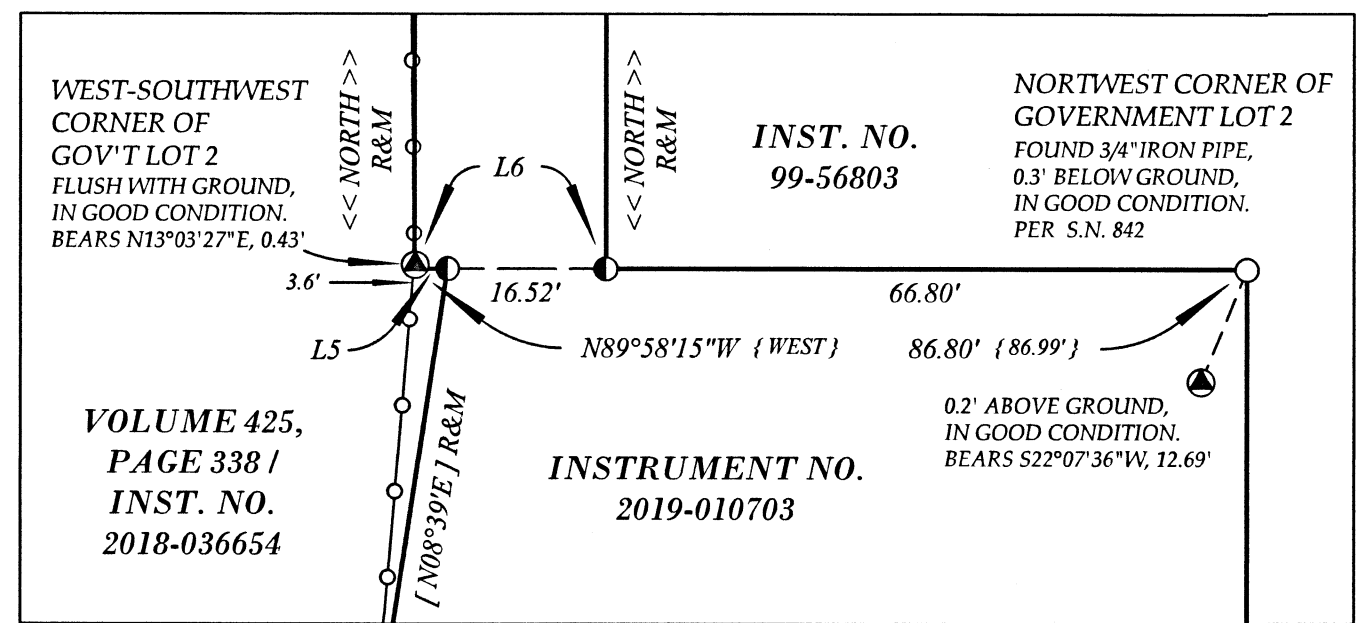 WEST-SOUTHWEST
CORNER OF
GOV'T LOT 2
FLUSH WITH GROUND,
IN GOOD CONDITION.
BEARS N13°03'27"E, 0.43'
<< NORTH >>
R&M
L6
<< NORTH >>
R&M
INST. NO.
99-56803
NORTWEST CORNER OF
GOVERNMENT LOT 2
FOUND 3/4" IRON PIPE,
0.3' BELOW GROUND,
IN GOOD CONDITION.
PER S.N. 842
3.6'
16.52'
66.80'
L5
N89°58'15"W { WEST }
86.80' { 86.99' }
0.2' ABOVE GROUND,
IN GOOD CONDITION.
BEARS S22°07'36"W, 12.69'
VOLUME 425,
PAGE 338 /
INST. NO.
2018-036654
[ N08°39'E ] R&M
INSTRUMENT NO.
2019-010703